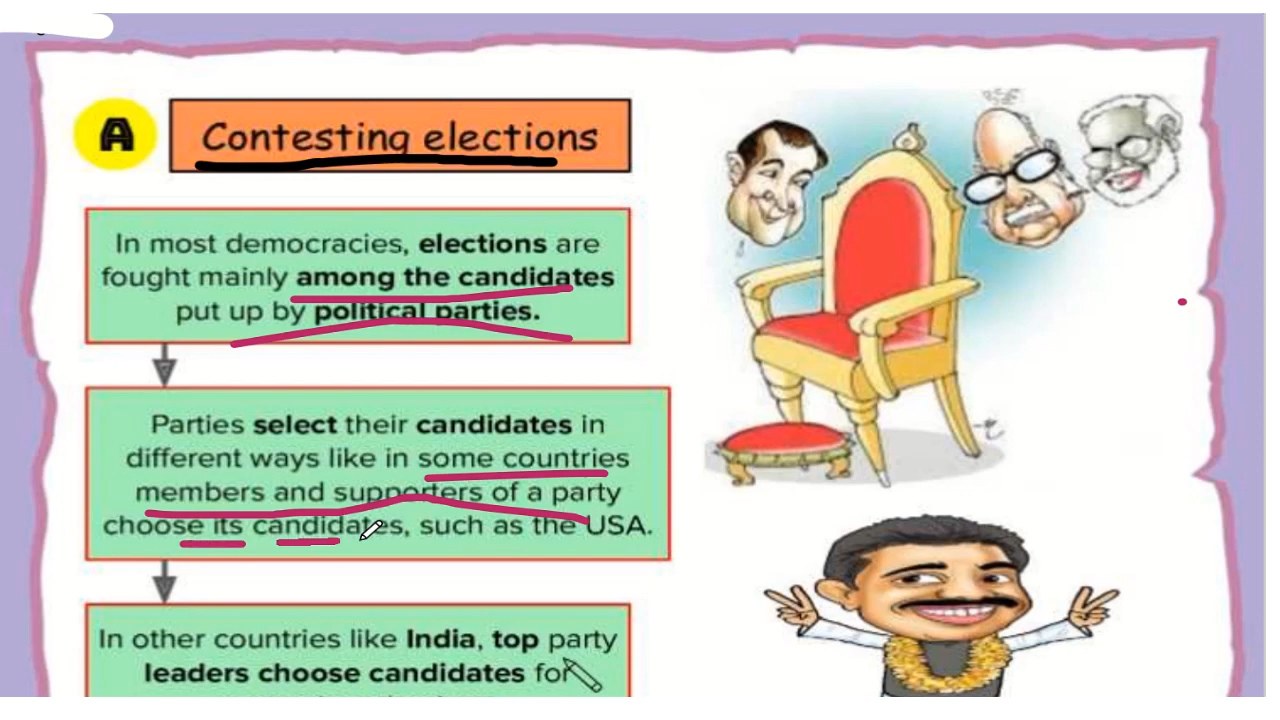 A
Contesting elections
In most democracies, elections are
fought mainly among the candidates
put up by political parties.
Parties select their candidates in
different ways like in some countries
members and supporters of a party
choose its candidates, such as the USA.
In other countries like India, top party
leaders choose candidates for